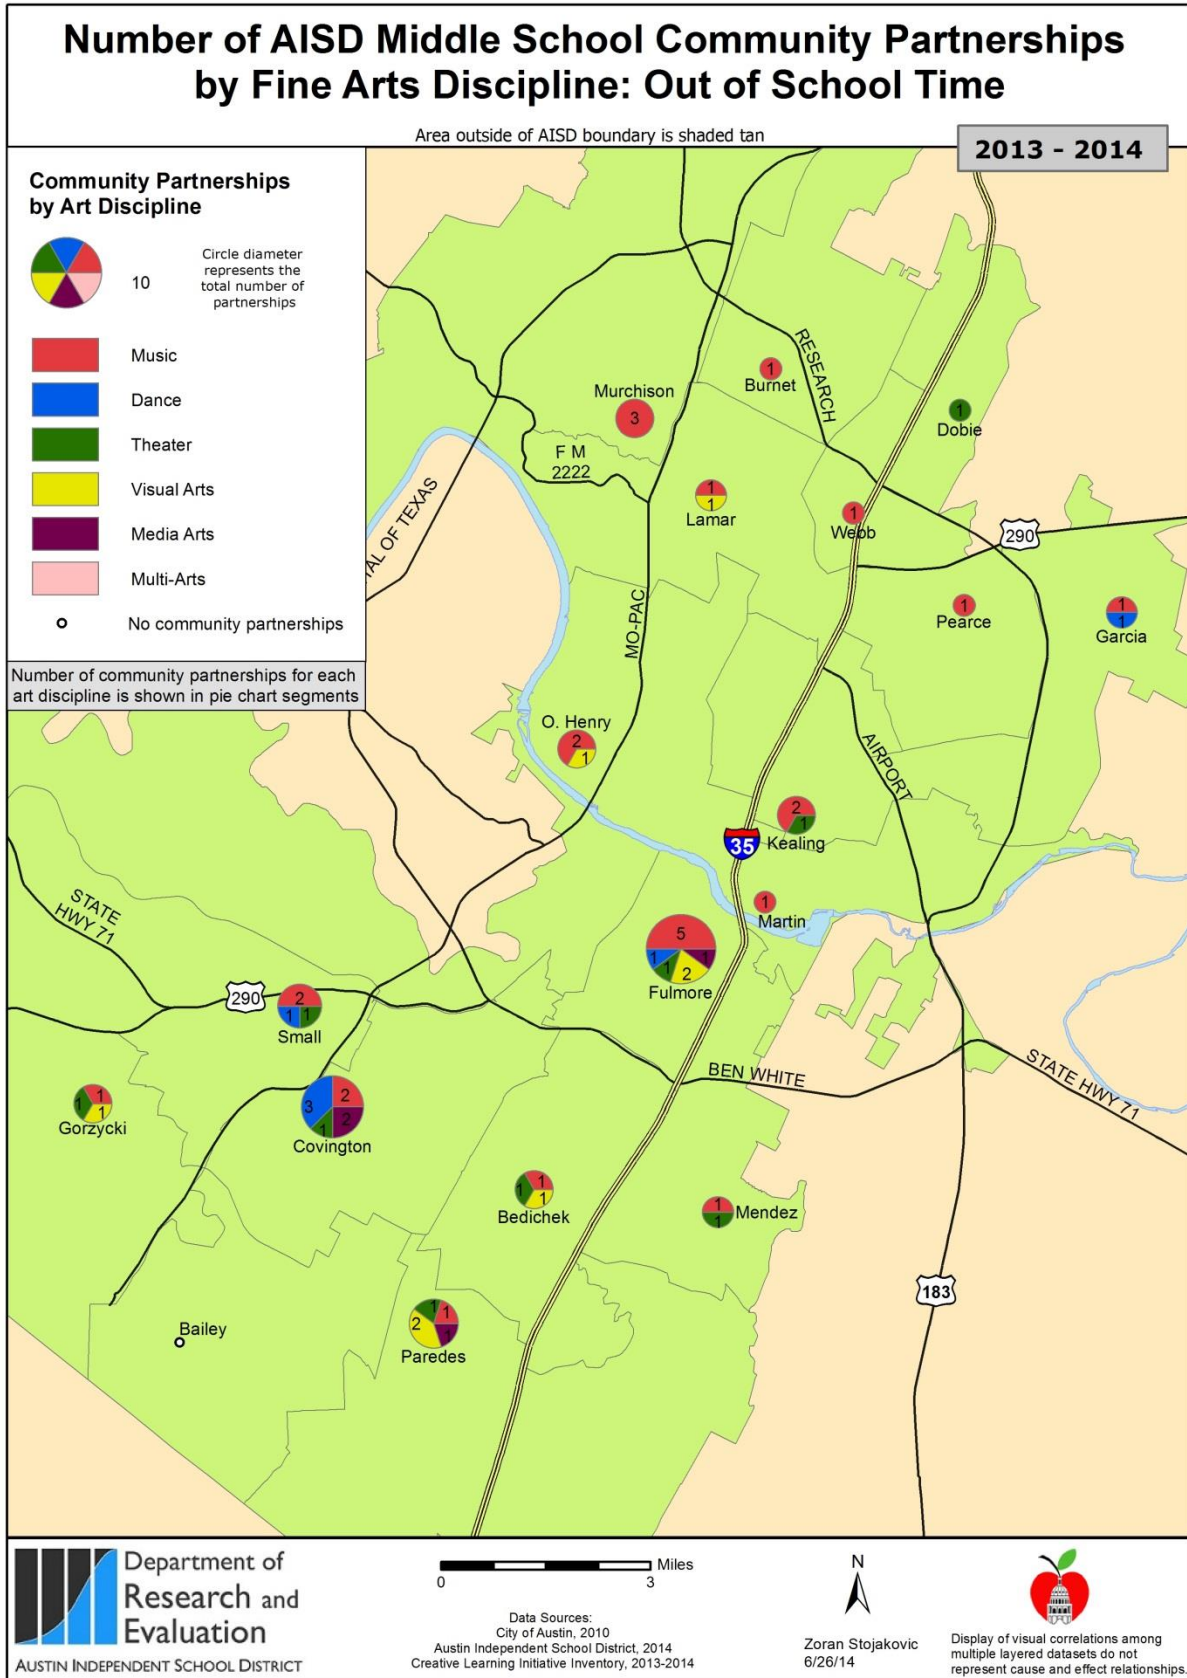 Number of AISD Middle School Community Partnerships
by Fine Arts Discipline: Out of School Time
Area outside of AISD boundary is shaded tan
2013 - 2014
Community Partnerships
by Art Discipline
10
Circle diameter
represents the
total number of
partnerships
Music
Dance
Theater
Visual Arts
Media Arts
Multi-Arts
No community partnerships
Number of community partnerships for each
art discipline is shown in pie chart segments
RESEARCH
1
Burnet
Murchison
3
1
Dobie
F M
2222
1
1
Lamar
1
Webb
290
TAL OF TEXAS
MO-PAC
1
Pearce
1
1
Garcia
O. Henry
2
1
AIRPORT
2
1
Kealing
35
1
Martin
STATE
HWY 71
5
1
1
2
1
Fulmore
290
2
1
1
Small
BEN WHITE
STATE HWY 71
1
1
1
Gorzycki
3
2
1
2
Covington
1
1
1
Bedichek
1
1
Mendez
183
1
1
2
1
Paredes
Bailey
Department of
Research and
Evaluation
AUSTIN INDEPENDENT SCHOOL DISTRICT
Miles
0
3
Data Sources:
City of Austin, 2010
Austin Independent School District, 2014
Creative Learning Initiative Inventory, 2013-2014
N
Zoran Stojakovic
6/26/14
Display of visual correlations among
multiple layered datasets do not
represent cause and effect relationships